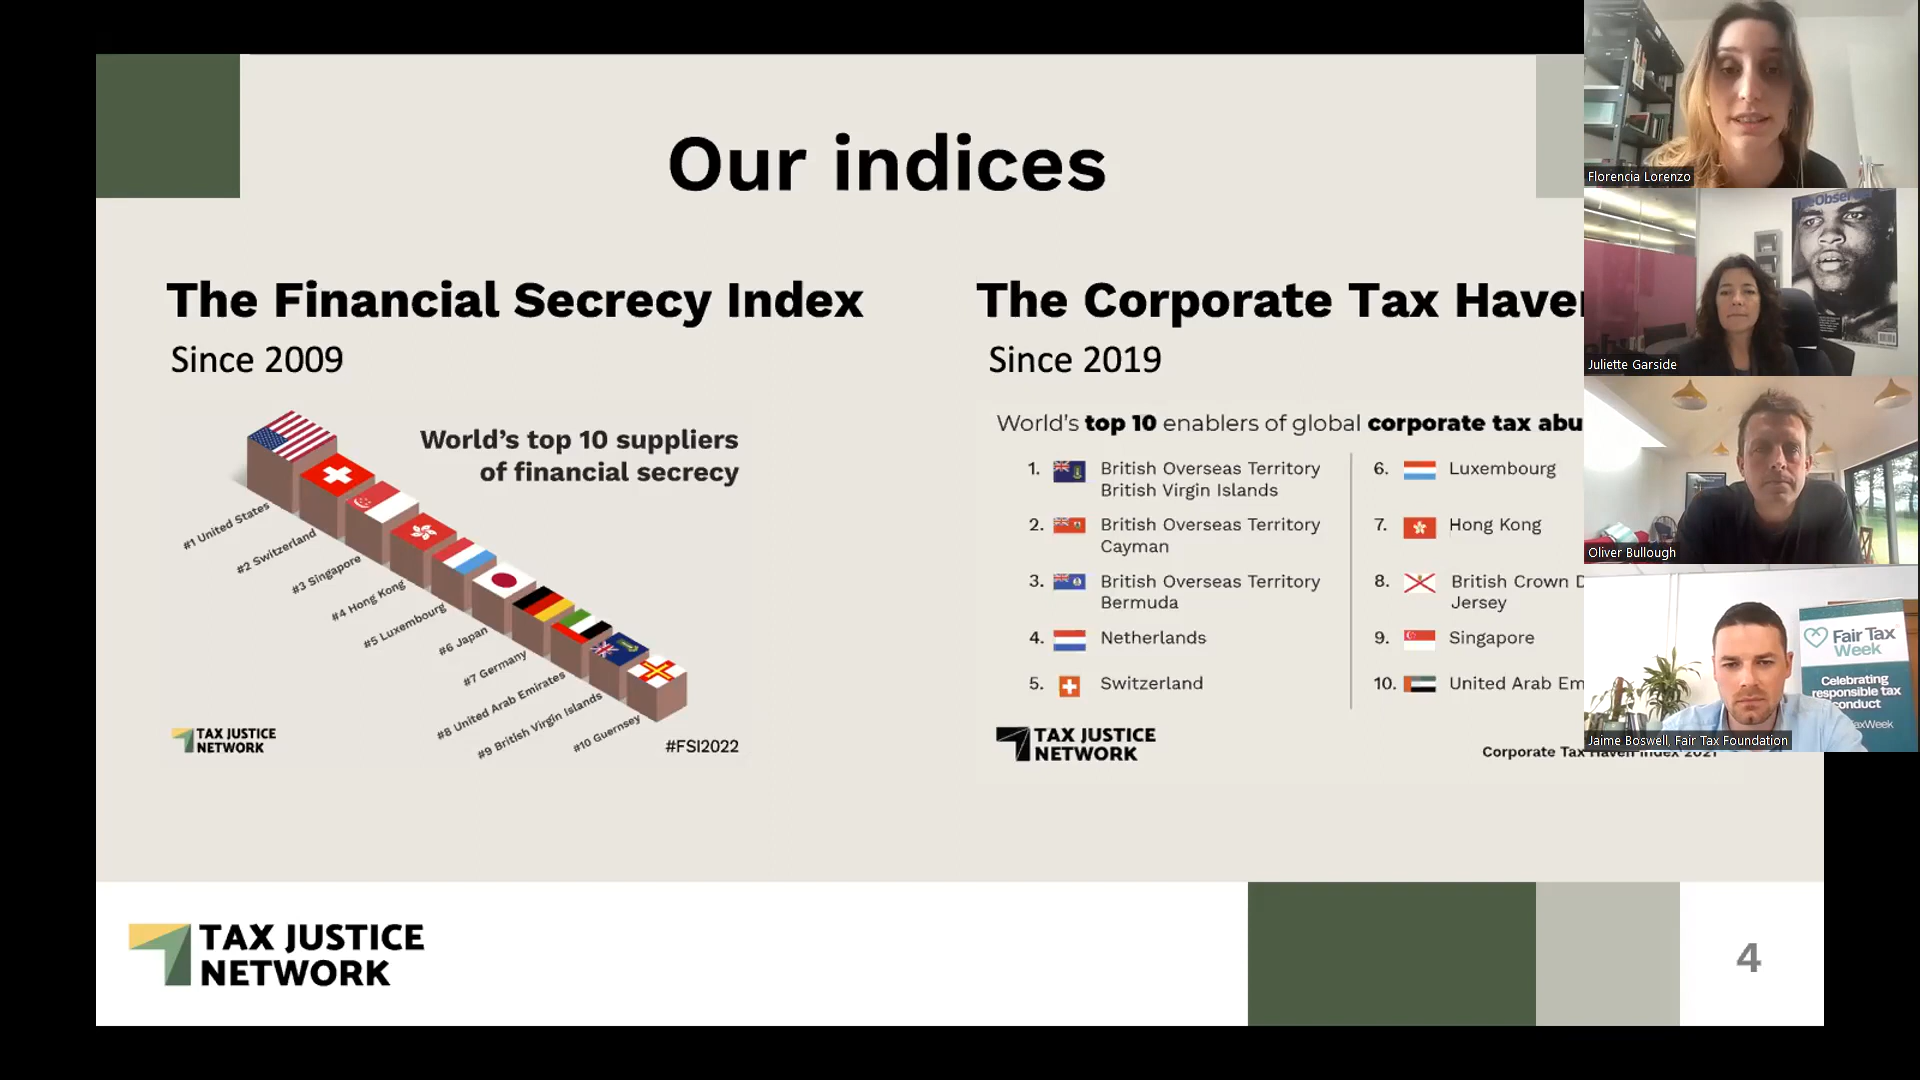 Our indices
The Financial Secrecy Index
Since 2009
World's top 10 suppliers
of financial secrecy
#1 United States
#2 Switzerland
#3 Singapore
#4 Hong Kong
#5 Luxembourg
#6 Japan
#7 Germany
#8 United Arab Emirates
#9 British Virgin Islands
#10 Guernsey
TAX JUSTICE
NETWORK
#FSI2022
The Corporate Tax Haven
Since 2019
World's top 10 enablers of global corporate tax abu
1. British Overseas Territory
British Virgin Islands
2. British Overseas Territory
Cayman
3. British Overseas Territory
Bermuda
4. Netherlands
5. Switzerland
6. Luxembourg
7. Hong Kong
8. British Crown D
Jersey
9. Singapore
10. United Arab Em
TAX JUSTICE
NETWORK
Corporate Tax Haven Index 2021
TAX JUSTICE
NETWORK
4
Florencia Lorenzo
TheObser
Juliette Garside
Oliver Bullough
Fair Tax
Week
Celebrating
responsible tax
conduct
TaxWeek
Jaime Boswell, Fair Tax Foundation